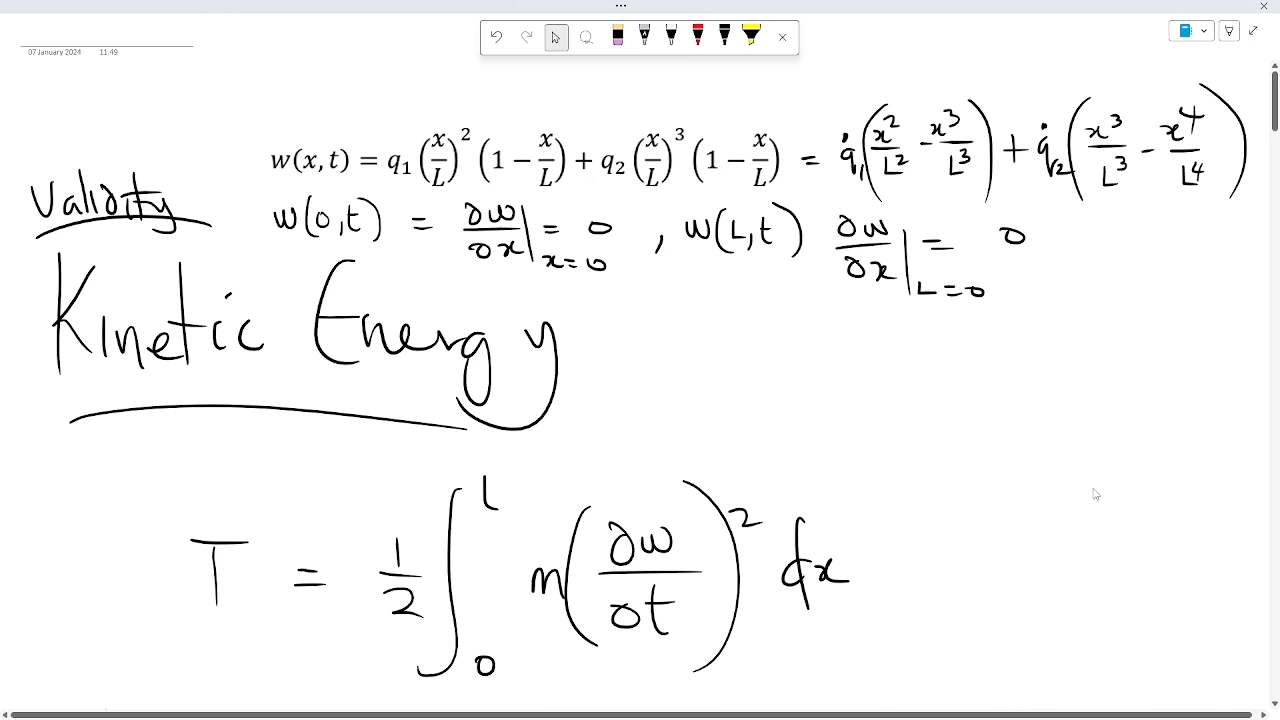 07 January 2024 11:49
w(x, t) = q₁ (x/L)² (1 − x/L) + q₂ (x/L)³ (1 − x/L) = q̇₁ (x²/L² − x³/L³) + q̇₂ (x³/L³ − x⁴/L⁴)
Validity
w(0,t) = ∂w/∂x |x=0 = 0 , w(L,t) ∂w/∂x |L=0 = 0
Kinetic Energy
T = 1/2 ∫₀ᴸ m(∂w/∂t)² dx